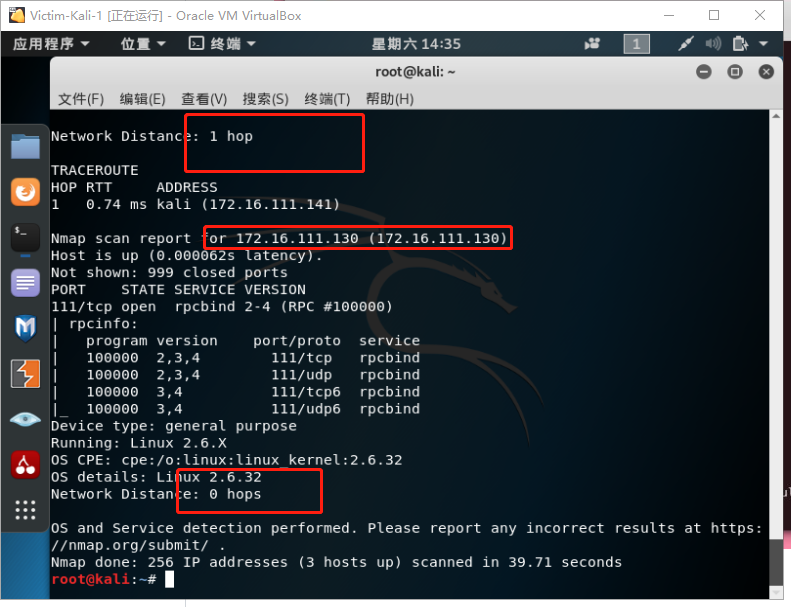 Victim-Kali-1 [正在运行] - Oracle VM VirtualBox
应用程序 位置 终端 星期六 14:35 1
root@kali: ~
文件(F) 编辑(E) 查看(V) 搜索(S) 终端(T) 帮助(H)
Network Distance: 1 hop
TRACEROUTE
HOP RTT     ADDRESS
1   0.74 ms kali (172.16.111.141)
Nmap scan report for 172.16.111.130 (172.16.111.130)
Host is up (0.000062s latency).
Not shown: 999 closed ports
PORT    STATE SERVICE VERSION
111/tcp open  rpcbind 2-4 (RPC #100000)
| rpcinfo:
|   program version    port/proto  service
|   100000  2,3,4        111/tcp   rpcbind
|   100000  2,3,4        111/udp   rpcbind
|   100000  3,4          111/tcp6  rpcbind
|_  100000  3,4          111/udp6  rpcbind
Device type: general purpose
Running: Linux 2.6.X
OS CPE: cpe:/o:linux:linux_kernel:2.6.32
OS details: Linux 2.6.32
Network Distance: 0 hops
OS and Service detection performed. Please report any incorrect results at https:
//nmap.org/submit/ .
Nmap done: 256 IP addresses (3 hosts up) scanned in 39.71 seconds
root@kali:~#